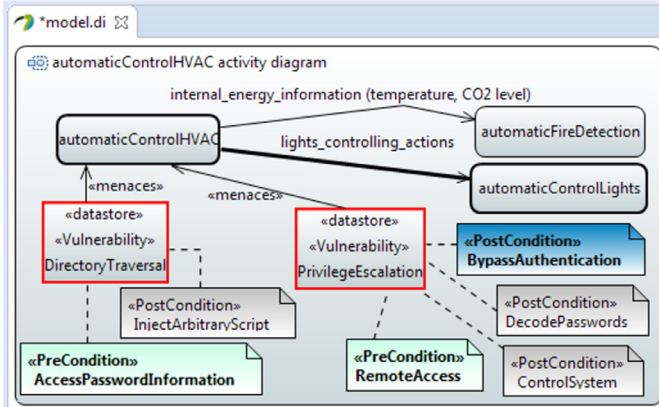 *model.di
automaticControlHVAC activity diagram
internal_energy_information (temperature, CO2 level)
automaticControlHVAC
automaticFireDetection
lights_controlling_actions
automaticControlLights
«menaces»
«menaces»
«datastore»
«Vulnerability»
DirectoryTraversal
«datastore»
«Vulnerability»
PrivilegeEscalation
«PostCondition»
BypassAuthentication
«PostCondition»
InjectArbitraryScript
«PostCondition»
DecodePasswords
«PreCondition»
AccessPasswordInformation
«PreCondition»
RemoteAccess
«PostCondition»
ControlSystem